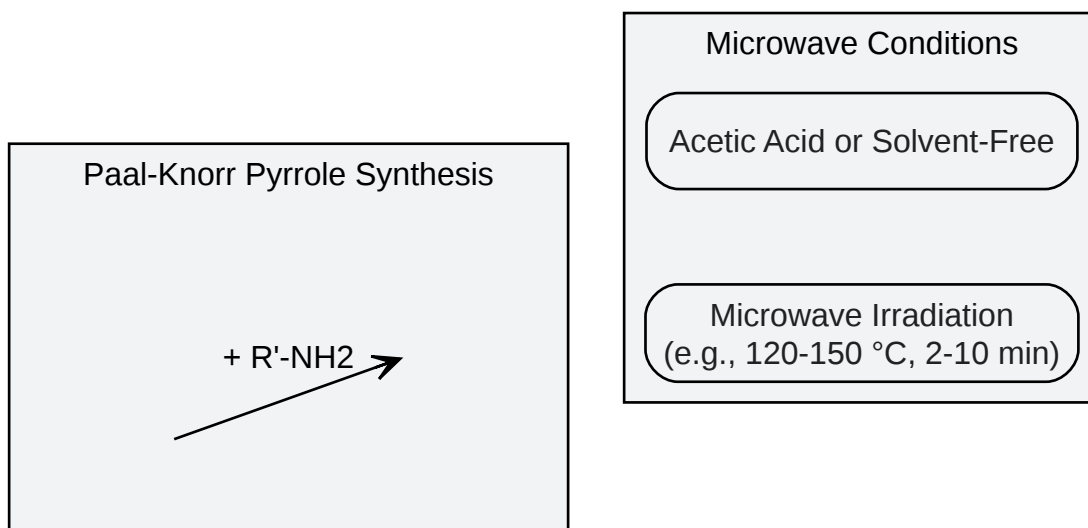 Microwave Conditions
Acetic Acid or Solvent-Free
Paal-Knorr Pyrrole Synthesis
Microwave Irradiation
(e.g., 120-150 °C, 2-10 min)
+ R'-NH2